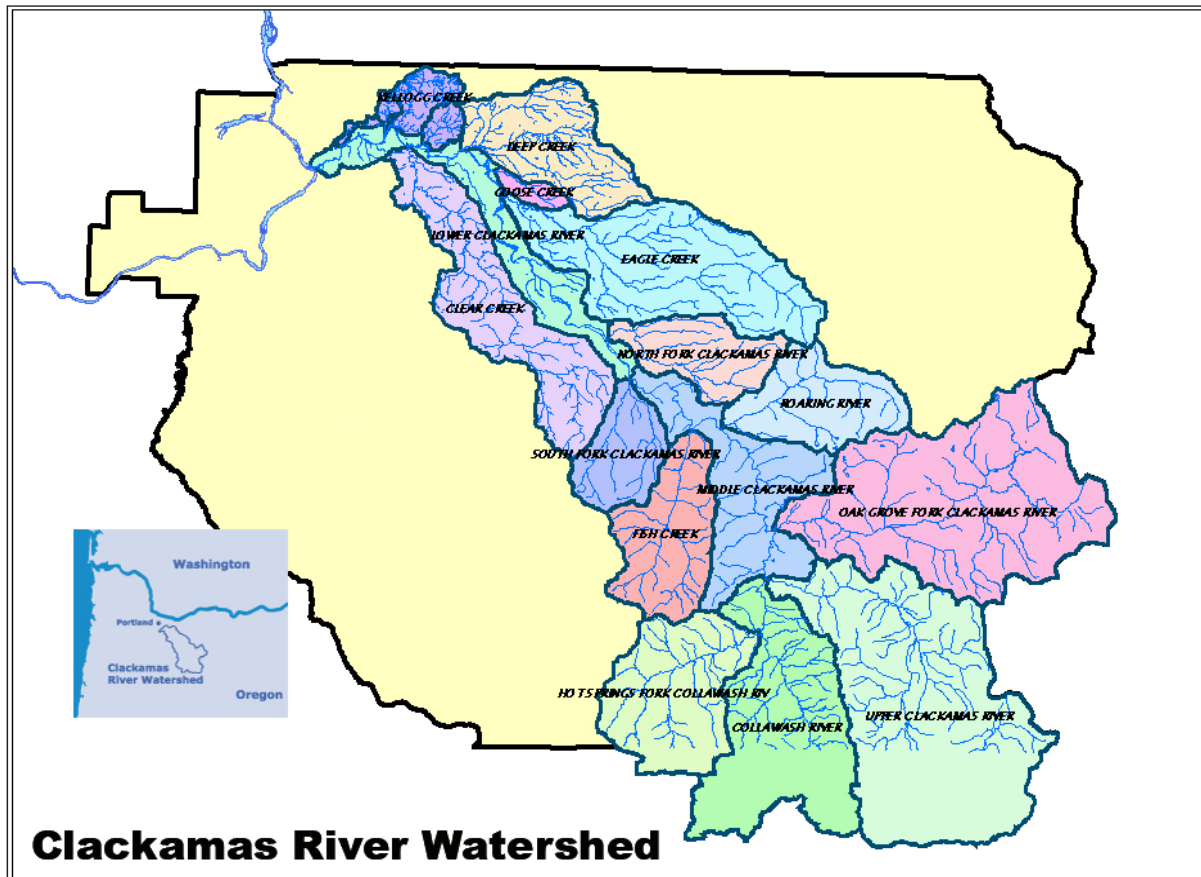 KELLOGG CREEK
DEEP CREEK
GOOSE CREEK
LOWER CLACKAMAS RIVER
EAGLE CREEK
CLEAR CREEK
NORTH FORK CLACKAMAS RIVER
ROARING RIVER
SOUTH FORK CLACKAMAS RIVER
MIDDLE CLACKAMAS RIVER
OAK GROVE FORK CLACKAMAS RIVER
FISH CREEK
Washington
Portland
Clackamas
River Watershed
Oregon
HOT SPRINGS FORK COLLAWASH RIV
COLLAWASH RIVER
UPPER CLACKAMAS RIVER
Clackamas River Watershed